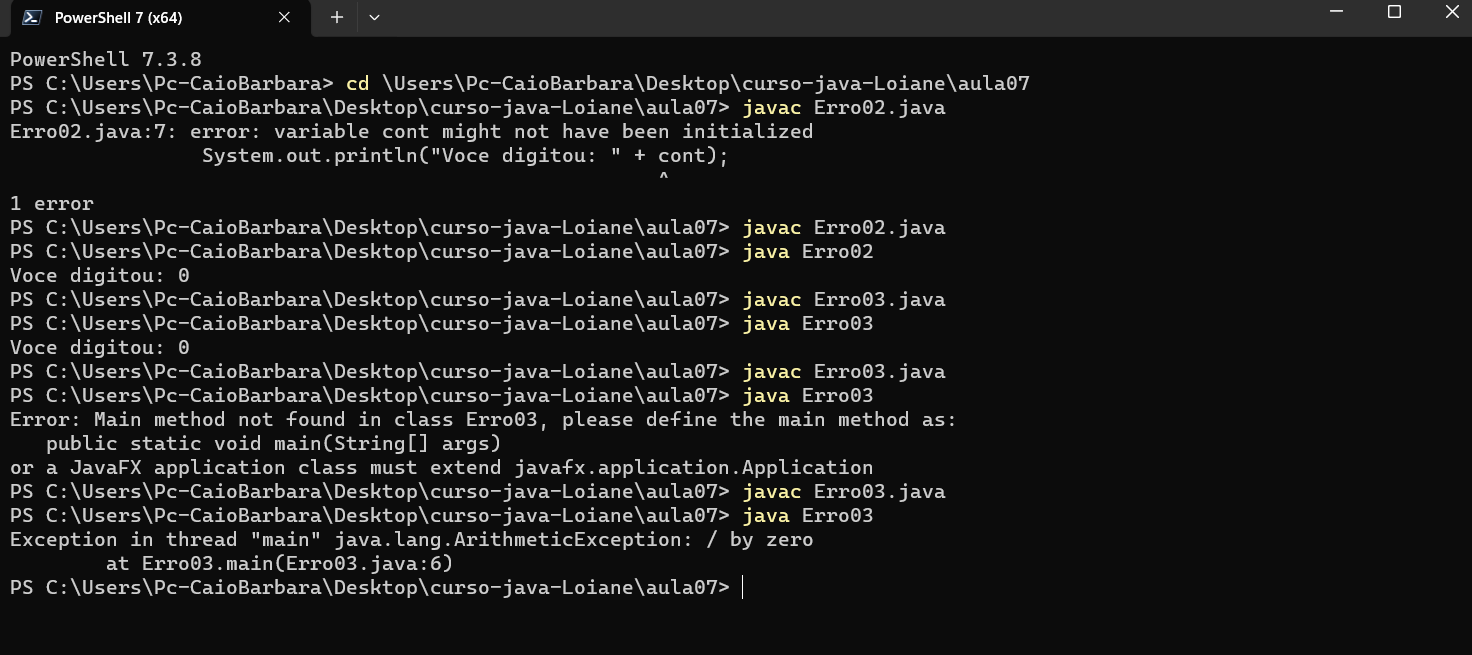 PowerShell 7 (x64)
PowerShell 7.3.8
PS C:\Users\Pc-CaioBarbara> cd \Users\Pc-CaioBarbara\Desktop\curso-java-Loiane\aula07
PS C:\Users\Pc-CaioBarbara\Desktop\curso-java-Loiane\aula07> javac Erro02.java
Erro02.java:7: error: variable cont might not have been initialized
                System.out.println("Voce digitou: " + cont);
                                                      ^
1 error
PS C:\Users\Pc-CaioBarbara\Desktop\curso-java-Loiane\aula07> javac Erro02.java
PS C:\Users\Pc-CaioBarbara\Desktop\curso-java-Loiane\aula07> java Erro02
Voce digitou: 0
PS C:\Users\Pc-CaioBarbara\Desktop\curso-java-Loiane\aula07> javac Erro03.java
PS C:\Users\Pc-CaioBarbara\Desktop\curso-java-Loiane\aula07> java Erro03
Voce digitou: 0
PS C:\Users\Pc-CaioBarbara\Desktop\curso-java-Loiane\aula07> javac Erro03.java
PS C:\Users\Pc-CaioBarbara\Desktop\curso-java-Loiane\aula07> java Erro03
Error: Main method not found in class Erro03, please define the main method as:
   public static void main(String[] args)
or a JavaFX application class must extend javafx.application.Application
PS C:\Users\Pc-CaioBarbara\Desktop\curso-java-Loiane\aula07> javac Erro03.java
PS C:\Users\Pc-CaioBarbara\Desktop\curso-java-Loiane\aula07> java Erro03
Exception in thread "main" java.lang.ArithmeticException: / by zero
        at Erro03.main(Erro03.java:6)
PS C:\Users\Pc-CaioBarbara\Desktop\curso-java-Loiane\aula07>